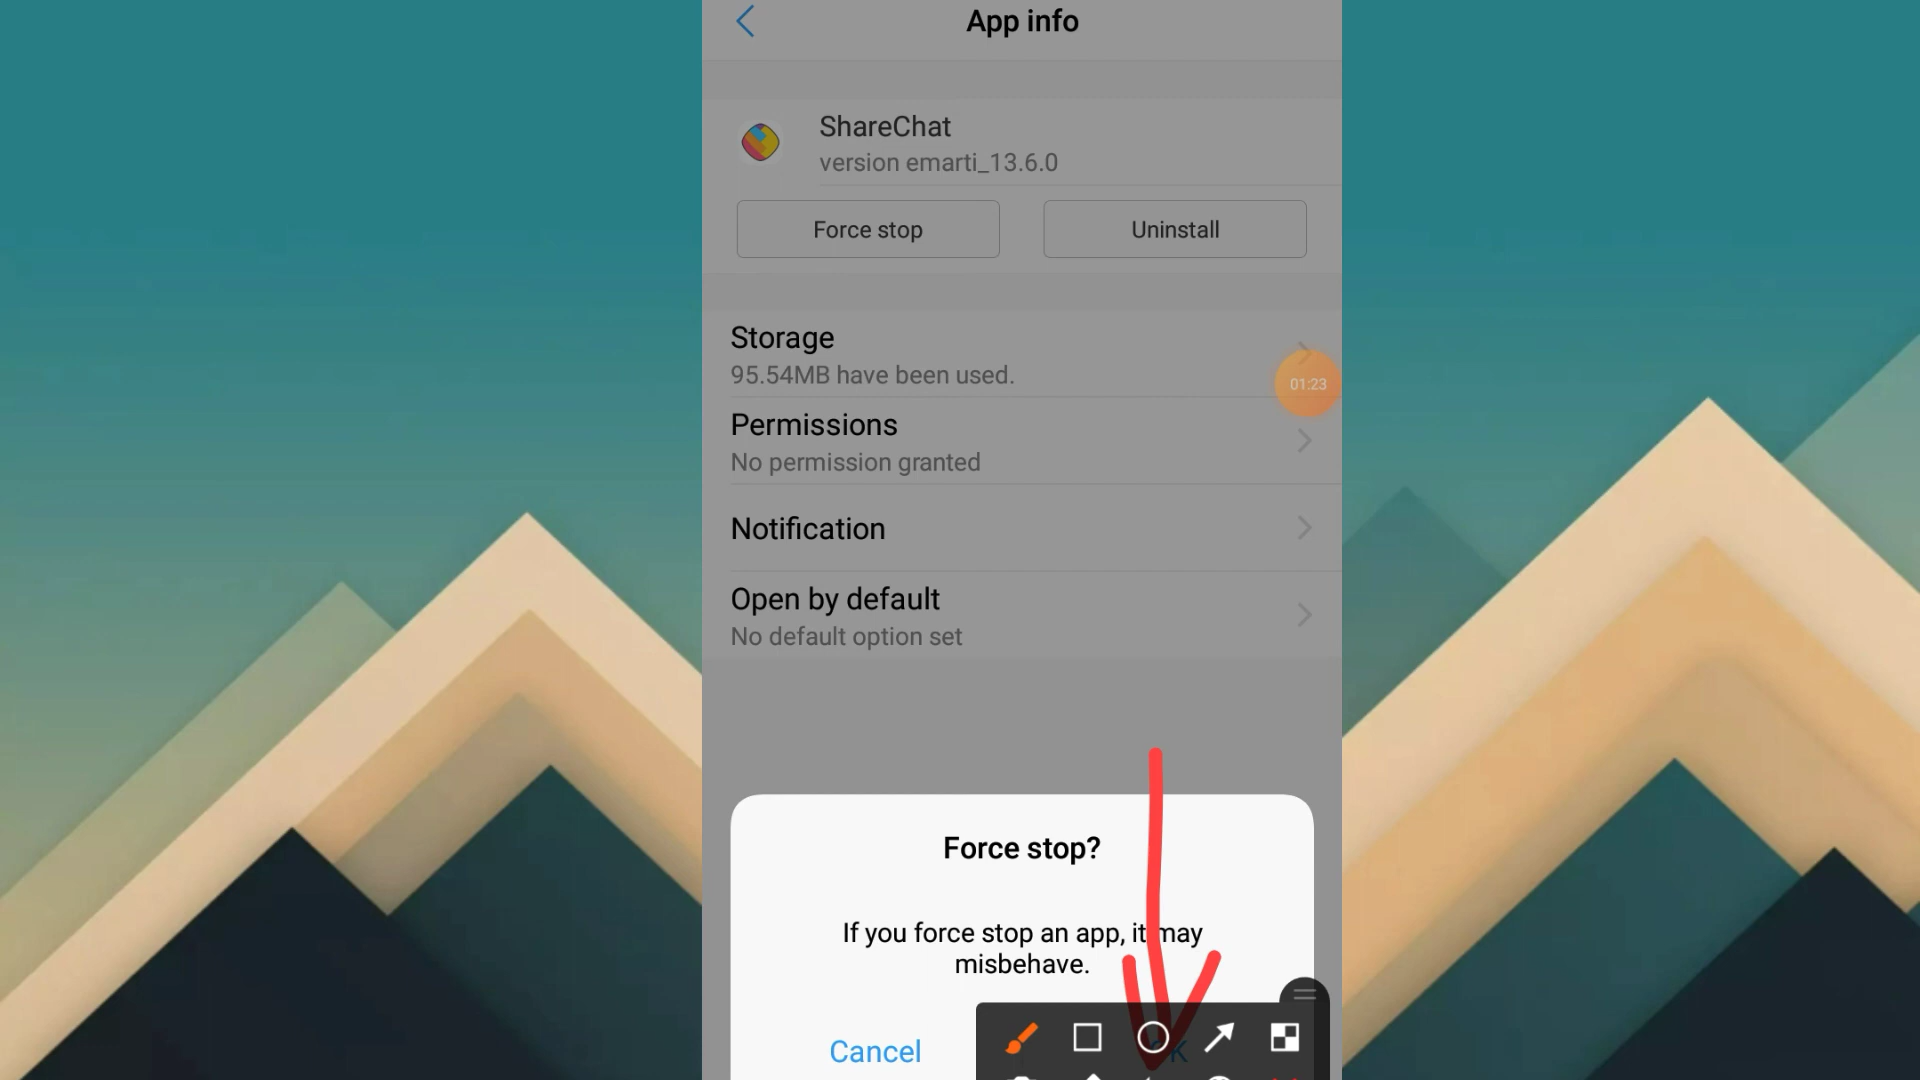 App info
ShareChat
version emarti_13.6.0
Force stop
Uninstall
Storage
95.54MB have been used.
01:23
Permissions
No permission granted
Notification
Open by default
No default option set
Force stop?
If you force stop an app, it may
misbehave.
Cancel